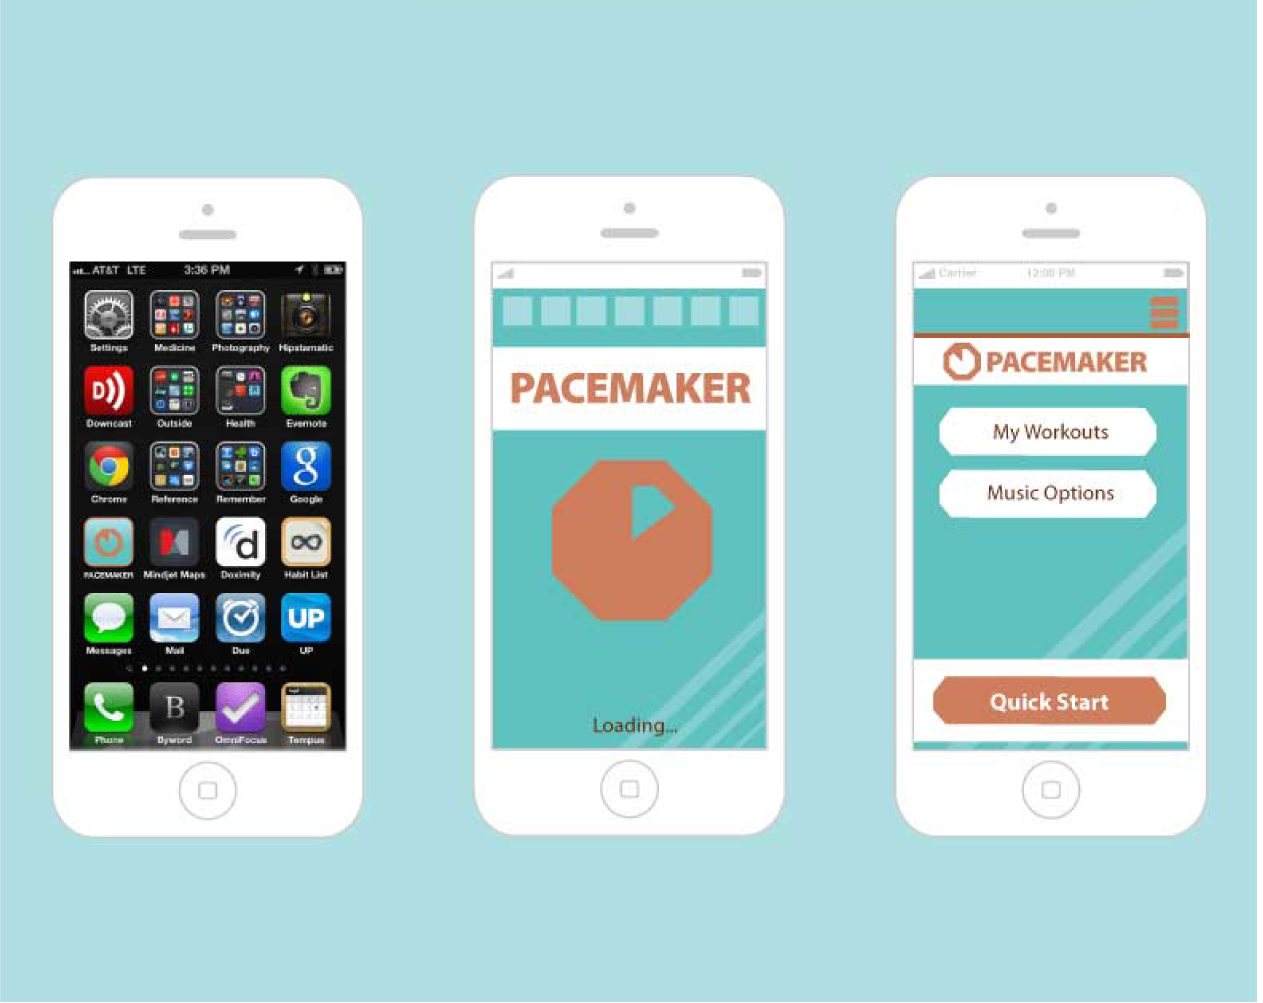 AT&T LTE 3:36 PM
Settings Medicine Photography Hipstamatic
D
Downcast Outside Health Evernote
g
Chrome Reference Remember Google
d
PACEMAKER Mindjet Maps Doximity Habit List
UP
Messages Mail Due UP
B
Phone Byword OmniFocus Tempus
PACEMAKER
Loading...
Carrier 12:00 PM
PACEMAKER
My Workouts
Music Options
Quick Start